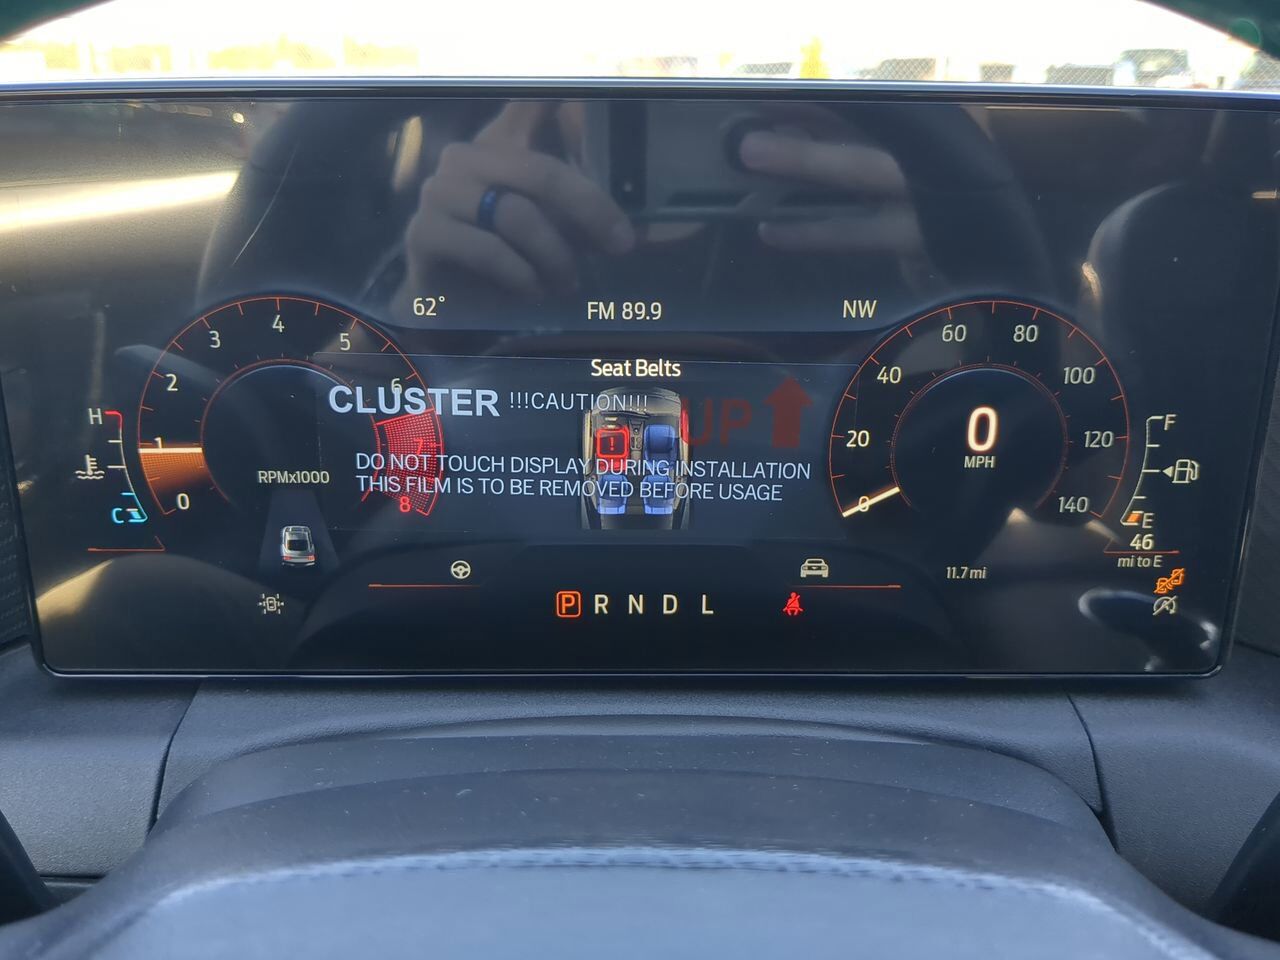 62° FM 89.9 NW
Seat Belts
CLUSTER !!!CAUTION!!! UP
DO NOT TOUCH DISPLAY DURING INSTALLATION
THIS FILM IS TO BE REMOVED BEFORE USAGE
H
C
0
1
2
3
4
5
6
7
8
RPMx1000
0
20
40
60
80
100
120
140
0
MPH
F
E
46
mi to E
11.7 mi
P R N D L